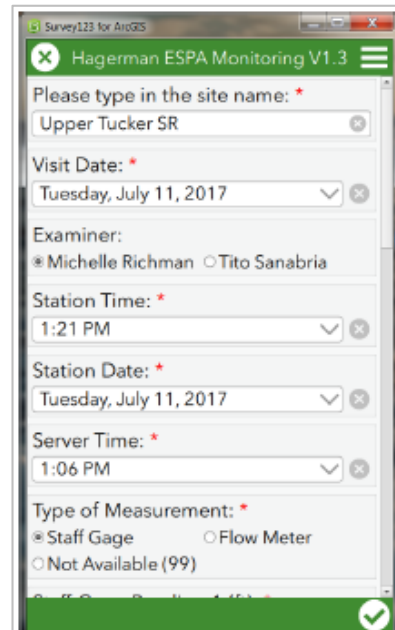 Survey123 for ArcGIS
Hagerman ESPA Monitoring V1.3
Please type in the site name: *
Upper Tucker SR
Visit Date: *
Tuesday, July 11, 2017
Examiner:
Michelle Richman Tito Sanabria
Station Time: *
1:21 PM
Station Date: *
Tuesday, July 11, 2017
Server Time: *
1:06 PM
Type of Measurement: *
Staff Gage Flow Meter
Not Available (99)